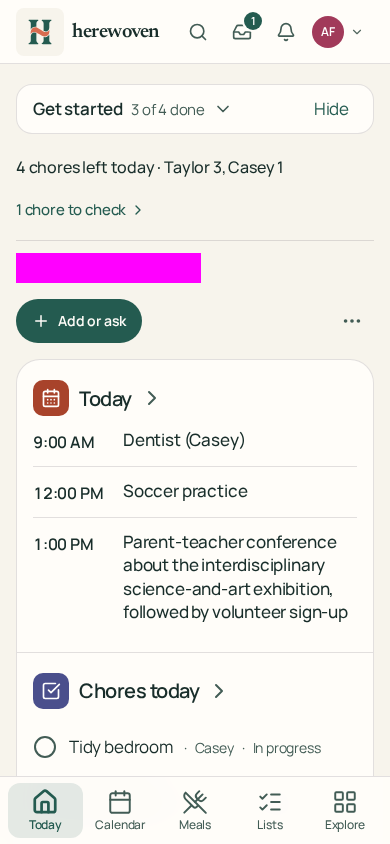 herewoven
1
AF
Get started 3 of 4 done
Hide
4 chores left today · Taylor 3, Casey 1
1 chore to check
Add or ask
Today
9:00 AM Dentist (Casey)
12:00 PM Soccer practice
1:00 PM Parent-teacher conference
about the interdisciplinary
science-and-art exhibition,
followed by volunteer sign-up
Chores today
Tidy bedroom · Casey · In progress
Today
Calendar
Meals
Lists
Explore